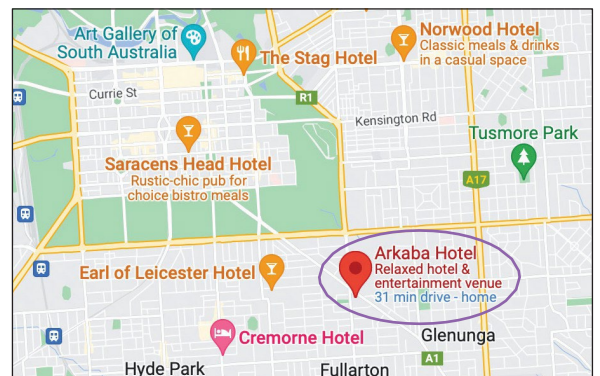 Art Gallery of
South Australia
Norwood Hotel
Classic meals & drinks
in a casual space
The Stag Hotel
Currie St
R1
Kensington Rd
Tusmore Park
Saracens Head Hotel
Rustic-chic pub for
choice bistro meals
A17
Arkaba Hotel
Relaxed hotel &
entertainment venue
31 min drive - home
Earl of Leicester Hotel
Cremorne Hotel
Glenunga
A1
Hyde Park
Fullarton